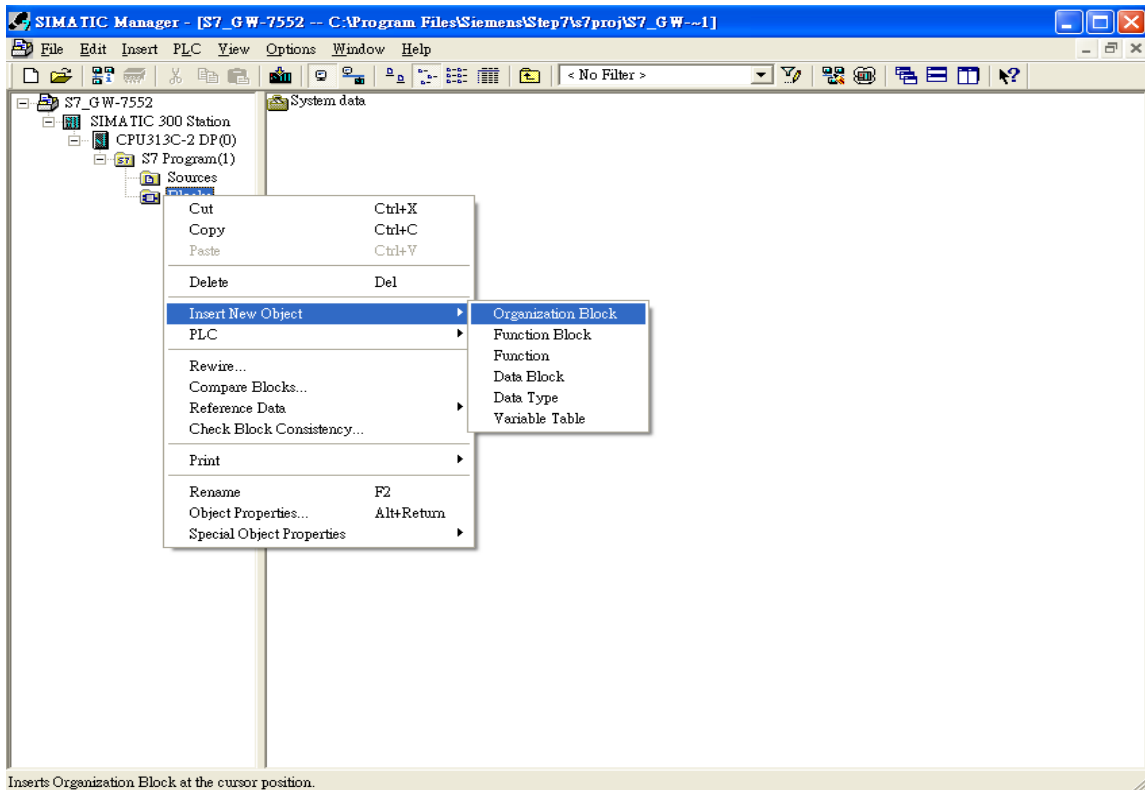 SIMATIC Manager - [S7_GW-7552 -- C:\Program Files\Siemens\Step7\s7proj\S7_GW-~1]
File Edit Insert PLC View Options Window Help
< No Filter >
S7_GW-7552
SIMATIC 300 Station
CPU313C-2 DP(0)
S7 Program(1)
Sources
System data
Cut Ctrl+X
Copy Ctrl+C
Paste Ctrl+V
Delete Del
Insert New Object
PLC
Rewire...
Compare Blocks...
Reference Data
Check Block Consistency...
Print
Rename F2
Object Properties... Alt+Return
Special Object Properties
Organization Block
Function Block
Function
Data Block
Data Type
Variable Table
Inserts Organization Block at the cursor position.